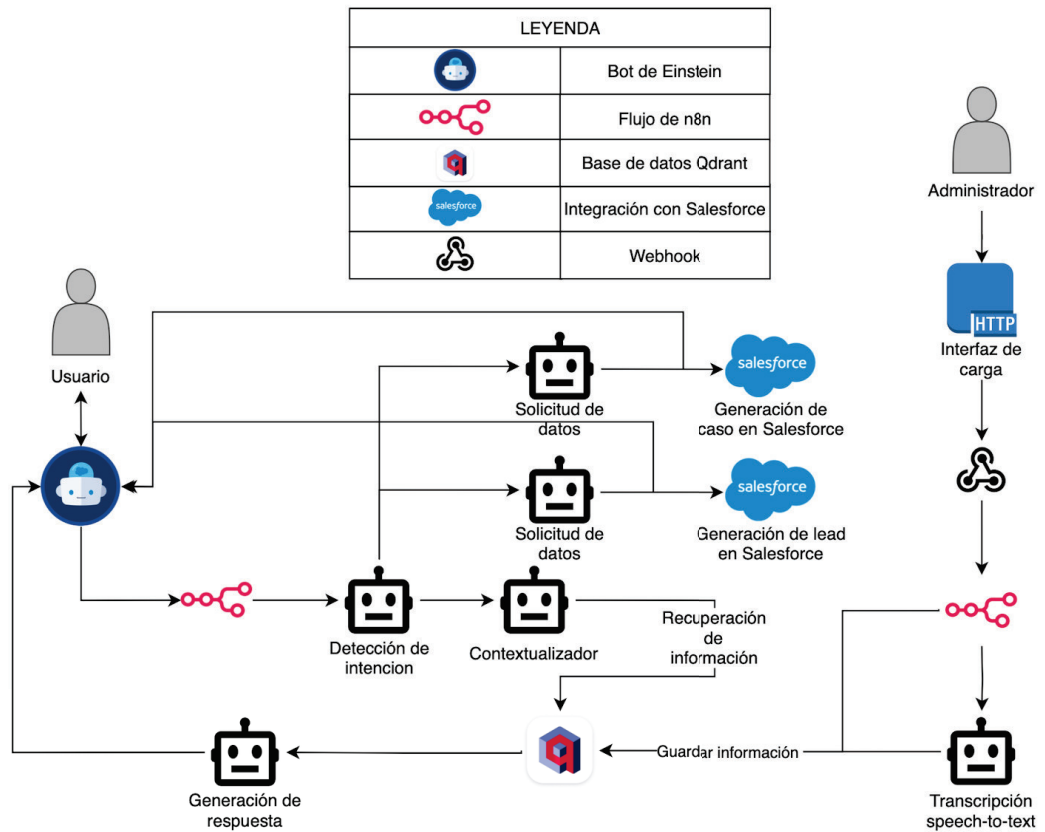 LEYENDA
Bot de Einstein
Flujo de n8n
Base de datos Qdrant
salesforce
Integración con Salesforce
Webhook
Administrador
HTTP
Interfaz de
carga
Usuario
Solicitud de
datos
salesforce
Generación de
caso en Salesforce
Solicitud de
datos
salesforce
Generación de lead
en Salesforce
Detección de
intencion
Contextualizador
Recuperación
de
información
Guardar información
Generación de
respuesta
Transcripción
speech-to-text